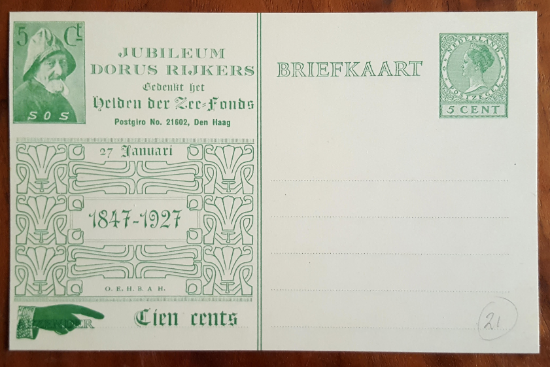 5 Ct
SOS
JUBILEUM
DORUS RIJKERS
Gedenkt het
Helden der Zee=Fonds
Postgiro No. 21602, Den Haag
27 Januari
1847-1927
Tien cents
BRIEFKAART
NEDERLAND
5 CENT
21